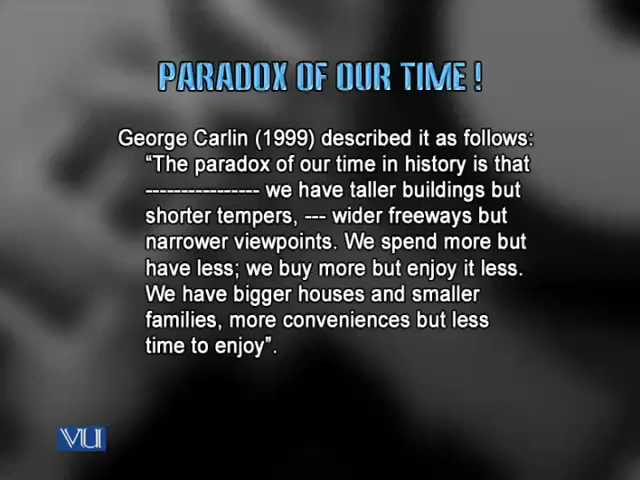 PARADOX OF OUR TIME !
George Carlin (1999) described it as follows:
“The paradox of our time in history is that
---------------- we have taller buildings but
shorter tempers, --- wider freeways but
narrower viewpoints. We spend more but
have less; we buy more but enjoy it less.
We have bigger houses and smaller
families, more conveniences but less
time to enjoy”.
VU